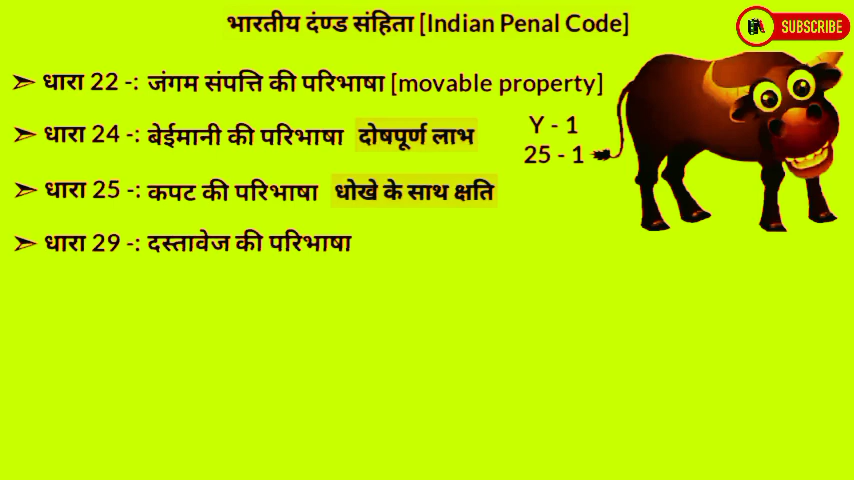 भारतीय दंण्ड संहिता [Indian Penal Code]
SUBSCRIBE
➣ धारा 22 -: जंगम संपत्ति की परिभाषा [movable property]
➣ धारा 24 -: बेईमानी की परिभाषा दोषपूर्ण लाभ
Y - 1
25 - 1
➣ धारा 25 -: कपट की परिभाषा धोखे के साथ क्षति
➣ धारा 29 -: दस्तावेज की परिभाषा